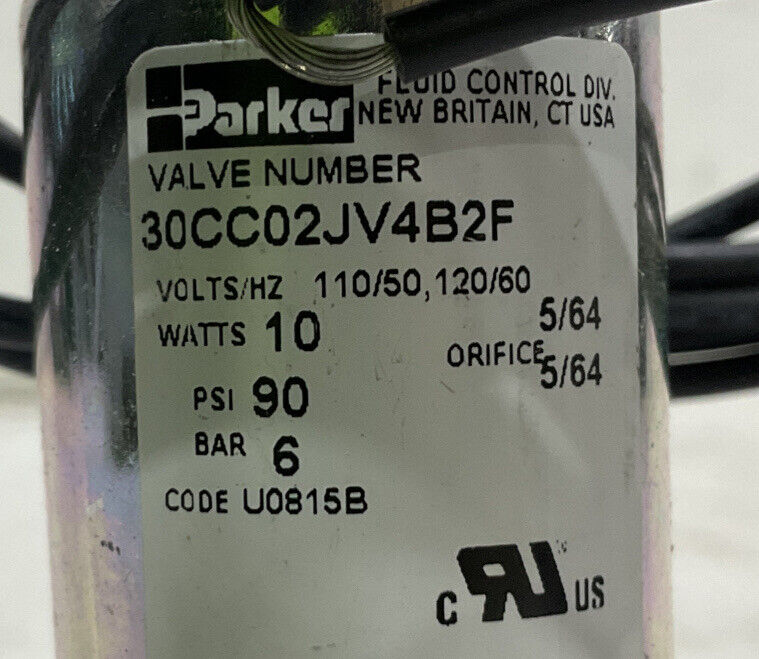 Parker FLUID CONTROL DIV.
NEW BRITAIN, CT USA
VALVE NUMBER
30CC02JV4B2F
VOLTS/HZ 110/50,120/60
WATTS 10
ORIFICE 5/64
5/64
PSI 90
BAR 6
CODE U0815B
C RU US